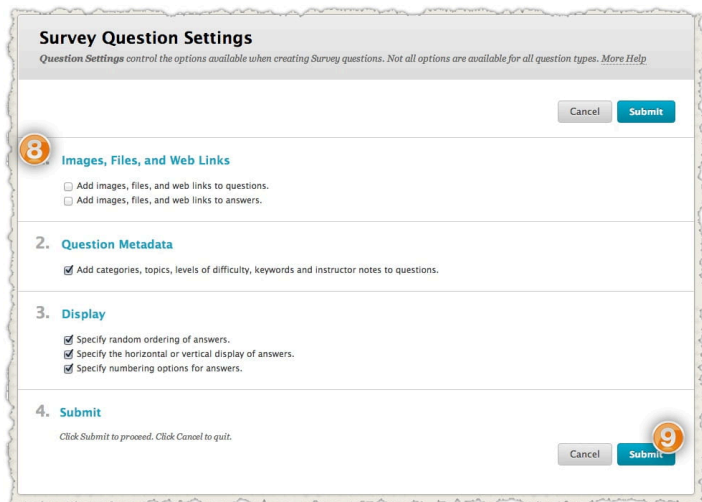 Survey Question Settings
Question Settings control the options available when creating Survey questions. Not all options are available for all question types. More Help
Cancel Submit
8. Images, Files, and Web Links
Add images, files, and web links to questions.
Add images, files, and web links to answers.
2. Question Metadata
Add categories, topics, levels of difficulty, keywords and instructor notes to questions.
3. Display
Specify random ordering of answers.
Specify the horizontal or vertical display of answers.
Specify numbering options for answers.
4. Submit
Click Submit to proceed. Click Cancel to quit.
9
Cancel Submit